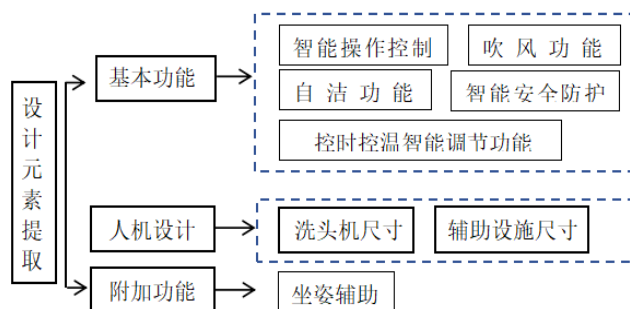 设计元素提取
基本功能
智能操作控制
吹风功能
自洁功能
智能安全防护
控时控温智能调节功能
人机设计
洗头机尺寸
辅助设施尺寸
附加功能
坐姿辅助